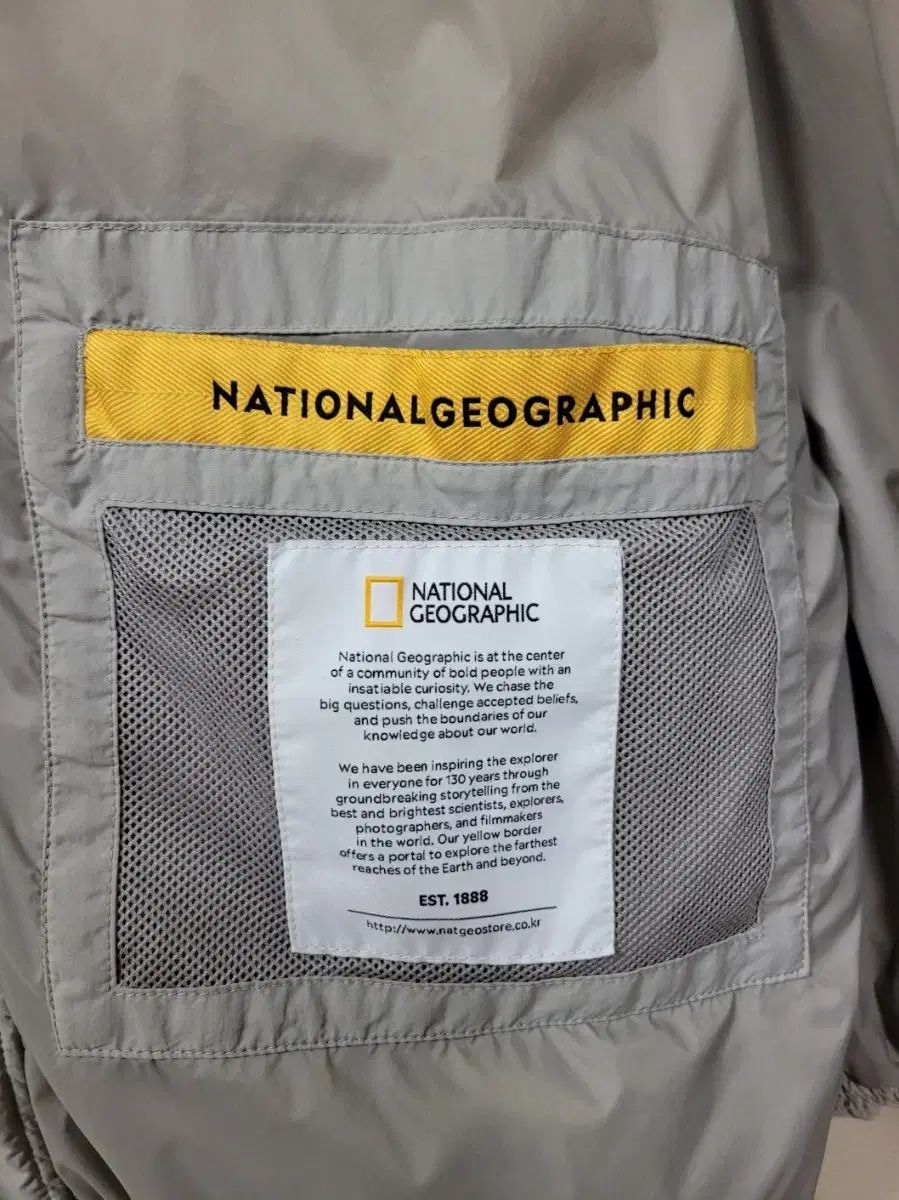 NATIONALGEOGRAPHIC
NATIONAL
GEOGRAPHIC
National Geographic is at the center
of a community of bold people with an
insatiable curiosity. We chase the
big questions, challenge accepted beliefs,
and push the boundaries of our
knowledge about our world.
We have been inspiring the explorer
in everyone for 130 years through
groundbreaking storytelling from the
best and brightest scientists, explorers,
photographers, and filmmakers
in the world. Our yellow border
offers a portal to explore the farthest
reaches of the Earth and beyond.
EST. 1888
http://www.natgeostore.co.kr